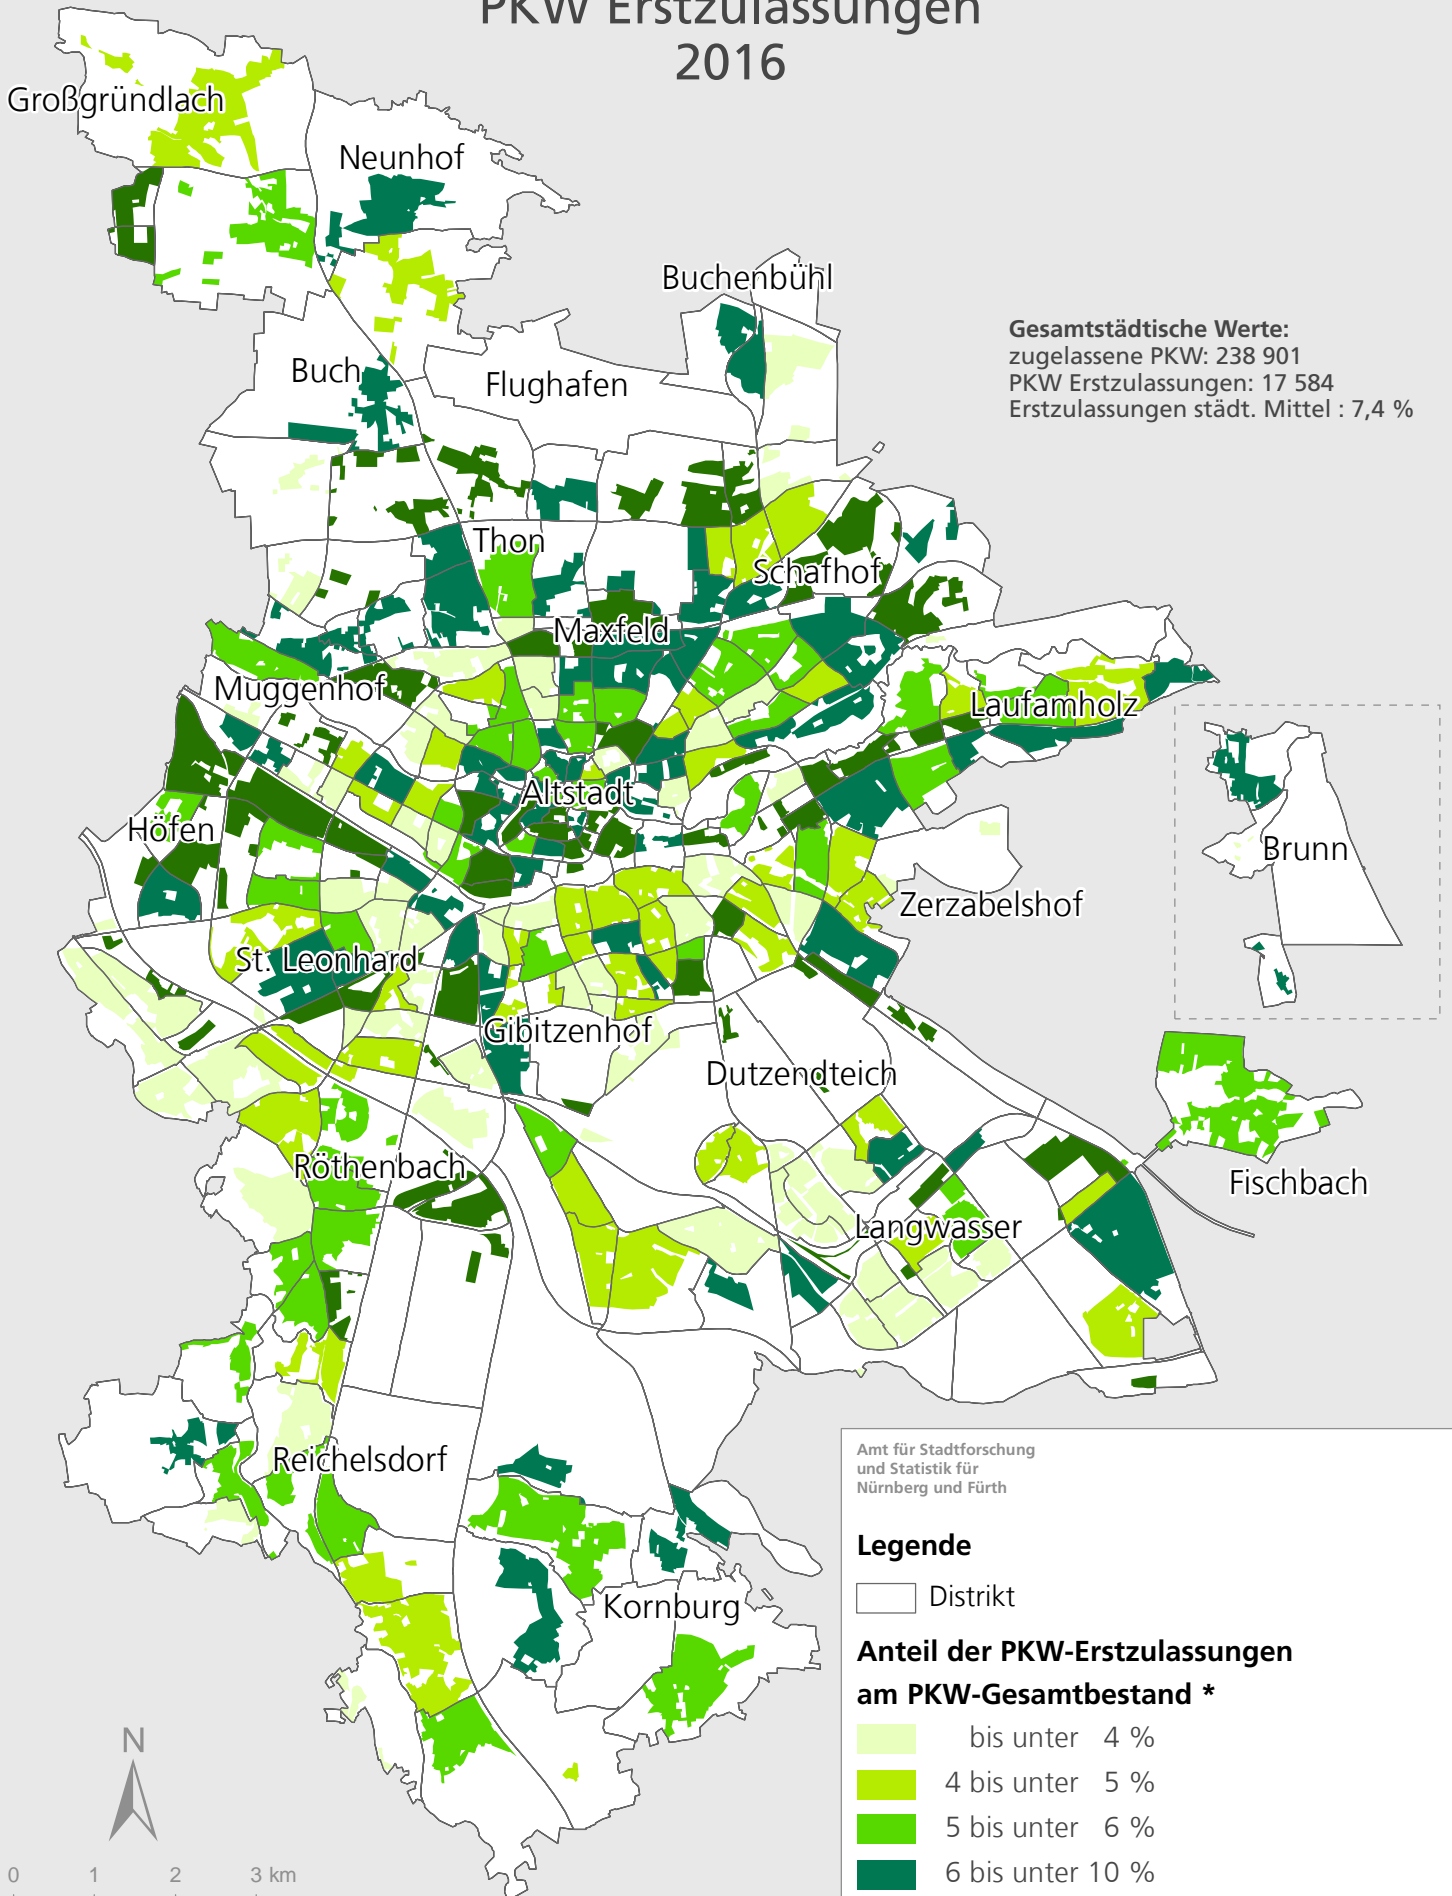 PKW Erstzulassungen
2016
Großgründlach
Neunhof
Buchenbühl
Gesamtstädtische Werte:
zugelassene PKW: 238 901
PKW Erstzulassungen: 17 584
Erstzulassungen städt. Mittel : 7,4 %
Buch
Flughafen
Thon
Schafhof
Maxfeld
Muggenhof
Laufamholz
Altstadt
Höfen
Brunn
Zerzabelshof
St. Leonhard
Gibitzenhof
Dutzendteich
Röthenbach
Fischbach
Langwasser
Reichelsdorf
Kornburg
Amt für Stadtforschung
und Statistik für
Nürnberg und Fürth
Legende
Distrikt
Anteil der PKW-Erstzulassungen
am PKW-Gesamtbestand *
bis unter 4 %
4 bis unter 5 %
5 bis unter 6 %
6 bis unter 10 %
N
0 1 2 3 km